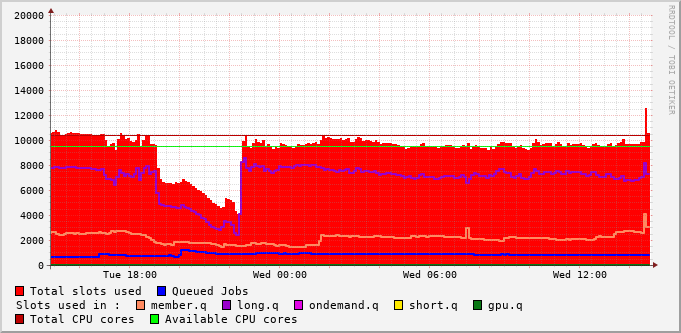 20000
18000
16000
14000
12000
10000
8000
6000
4000
2000
0
Tue 18:00 Wed 00:00 Wed 06:00 Wed 12:00
RRDTOOL / TOBI OETIKER
Total slots used Queued Jobs
Slots used in : member.q long.q ondemand.q short.q gpu.q
Total CPU cores Available CPU cores